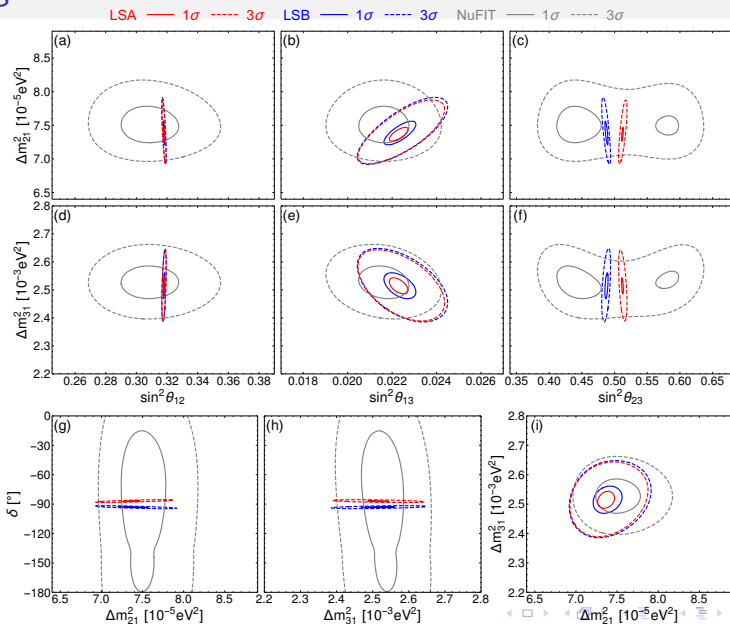 LSA — 1σ ---- 3σ LSB — 1σ ---- 3σ NuFIT — 1σ ---- 3σ
(a) (b) (c)
Δm²₂₁ [10⁻⁵eV²]
8.5
8.0
7.5
7.0
6.5
(d) (e) (f)
Δm²₃₁ [10⁻³eV²]
2.8
2.7
2.6
2.5
2.4
2.3
2.2
0.26 0.28 0.30 0.32 0.34 0.36 0.38
0.018 0.020 0.022 0.024 0.026
0.35 0.40 0.45 0.50 0.55 0.60 0.65
sin²θ₁₂ sin²θ₁₃ sin²θ₂₃
(g) (h) (i)
δ [°]
0
−30
−60
−90
−120
−150
−180
6.5 7.0 7.5 8.0 8.5
Δm²₂₁ [10⁻⁵eV²]
2.2 2.3 2.4 2.5 2.6 2.7 2.8
Δm²₃₁ [10⁻³eV²]
Δm²₃₁ [10⁻³eV²]
2.8
2.7
2.6
2.5
2.4
2.3
2.2
6.5 7.0 7.5 8.0 8.5
Δm²₂₁ [10⁻⁵eV²]